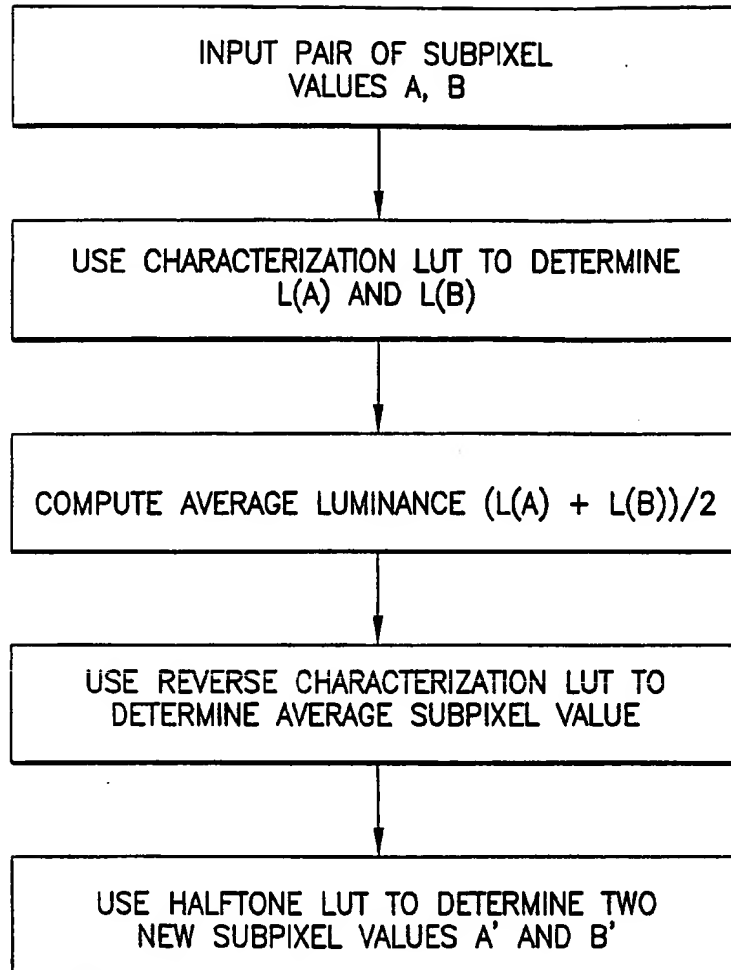 INPUT PAIR OF SUBPIXEL
VALUES A, B
USE CHARACTERIZATION LUT TO DETERMINE
L(A) AND L(B)
COMPUTE AVERAGE LUMINANCE (L(A) + L(B))/2
USE REVERSE CHARACTERIZATION LUT TO
DETERMINE AVERAGE SUBPIXEL VALUE
USE HALFTONE LUT TO DETERMINE TWO
NEW SUBPIXEL VALUES A' AND B'